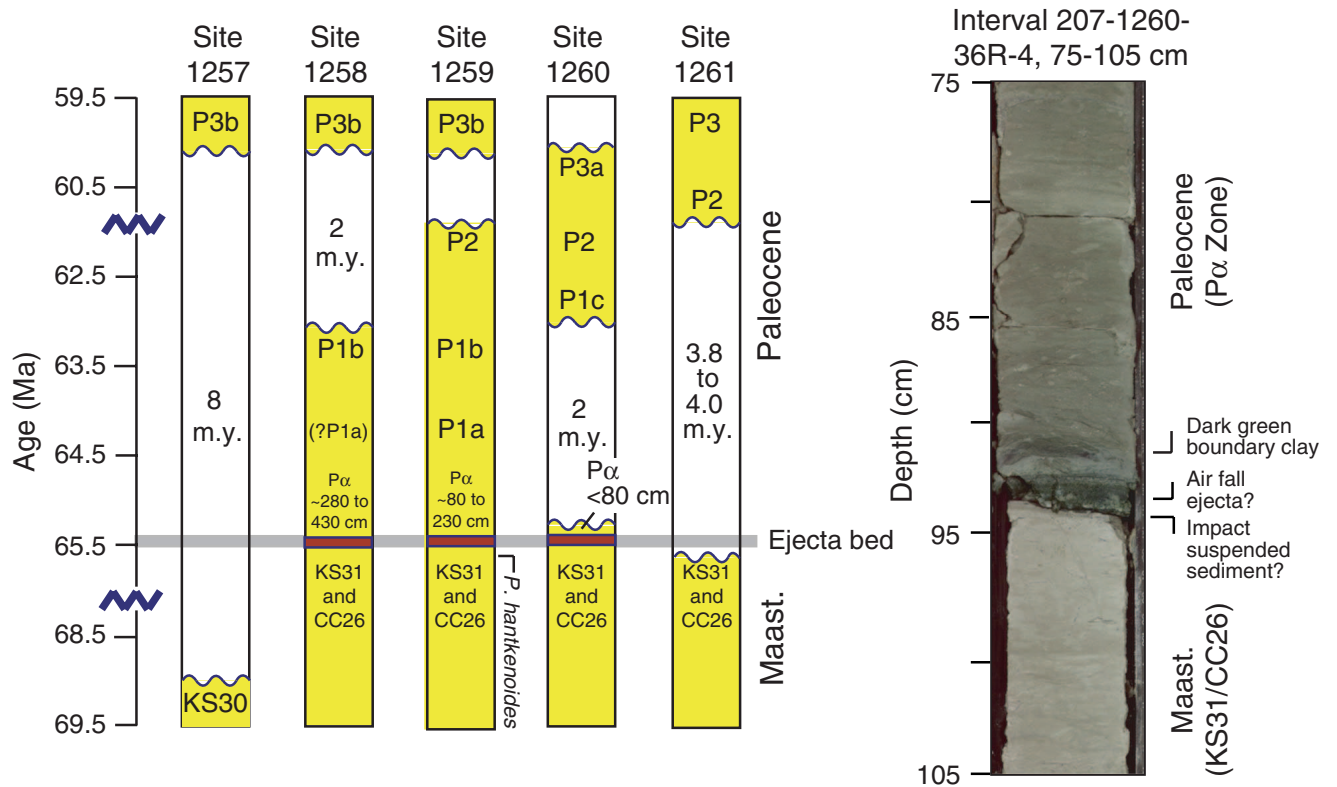 Site
1257
Site
1258
Site
1259
Site
1260
Site
1261
Age (Ma)
59.5
60.5
62.5
63.5
64.5
65.5
68.5
69.5
P3b
8
m.y.
KS30
P3b
2
m.y.
P1b
(?P1a)
Pα
~280 to
430 cm
KS31
and
CC26
P3b
P2
P1b
P1a
Pα
~80 to
230 cm
KS31
and
CC26
P. hantkenoides
P3a
P2
P1c
2
m.y.
Pα
<80 cm
KS31
and
CC26
P3
P2
3.8
to
4.0
m.y.
KS31
and
CC26
Paleocene
Ejecta bed
Maast.
Interval 207-1260-
36R-4, 75-105 cm
Depth (cm)
75
85
95
105
Paleocene
(Pα Zone)
Dark green
boundary clay
Air fall
ejecta?
Impact
suspended
sediment?
Maast.
(KS31/CC26)